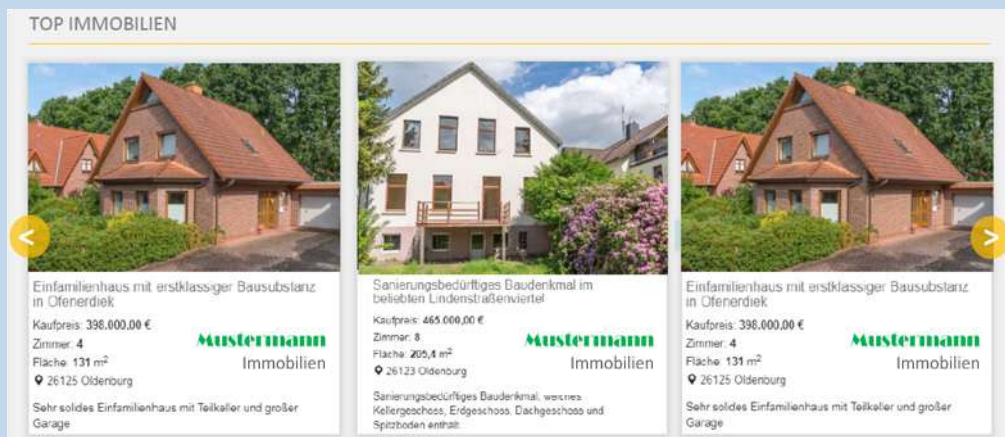 TOP IMMOBILIEN
<
Einfamilienhaus mit erstklassiger Bausubstanz
in Ofenerdiek
Kaufpreis: 398.000,00 €
Zimmer: 4
Fläche: 131 m²
26125 Oldenburg
Mustermann
Immobilien
Sehr solides Einfamilienhaus mit Teilkeller und großer
Garage
Sanierungsbedürftiges Baudenkmal im
beliebten Lindenstraßenviertel
Kaufpreis: 465.000,00 €
Zimmer: 8
Fläche: 205,4 m²
26123 Oldenburg
Mustermann
Immobilien
Sanierungsbedürftiges Baudenkmal, welches
Kellergeschoss, Erdgeschoss, Dachgeschoss und
Spitzboden enthält.
Einfamilienhaus mit erstklassiger Bausubstanz
in Ofenerdiek
Kaufpreis: 398.000,00 €
Zimmer: 4
Fläche: 131 m²
26125 Oldenburg
Mustermann
Immobilien
Sehr solides Einfamilienhaus mit Teilkeller und großer
Garage
>